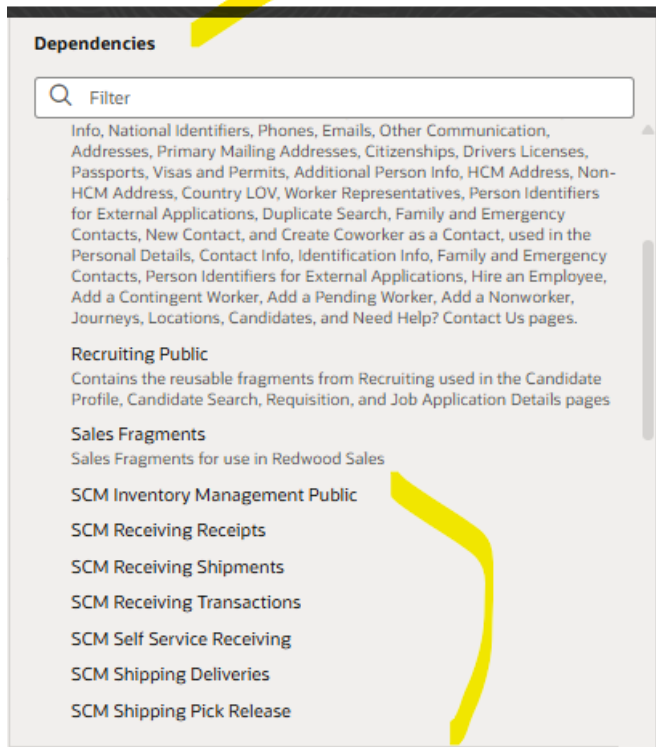 Dependencies
Filter
Info, National Identifiers, Phones, Emails, Other Communication,
Addresses, Primary Mailing Addresses, Citizenships, Drivers Licenses,
Passports, Visas and Permits, Additional Person Info, HCM Address, Non-
HCM Address, Country LOV, Worker Representatives, Person Identifiers
for External Applications, Duplicate Search, Family and Emergency
Contacts, New Contact, and Create Coworker as a Contact, used in the
Personal Details, Contact Info, Identification Info, Family and Emergency
Contacts, Person Identifiers for External Applications, Hire an Employee,
Add a Contingent Worker, Add a Pending Worker, Add a Nonworker,
Journeys, Locations, Candidates, and Need Help? Contact Us pages.
Recruiting Public
Contains the reusable fragments from Recruiting used in the Candidate
Profile, Candidate Search, Requisition, and Job Application Details pages
Sales Fragments
Sales Fragments for use in Redwood Sales
SCM Inventory Management Public
SCM Receiving Receipts
SCM Receiving Shipments
SCM Receiving Transactions
SCM Self Service Receiving
SCM Shipping Deliveries
SCM Shipping Pick Release